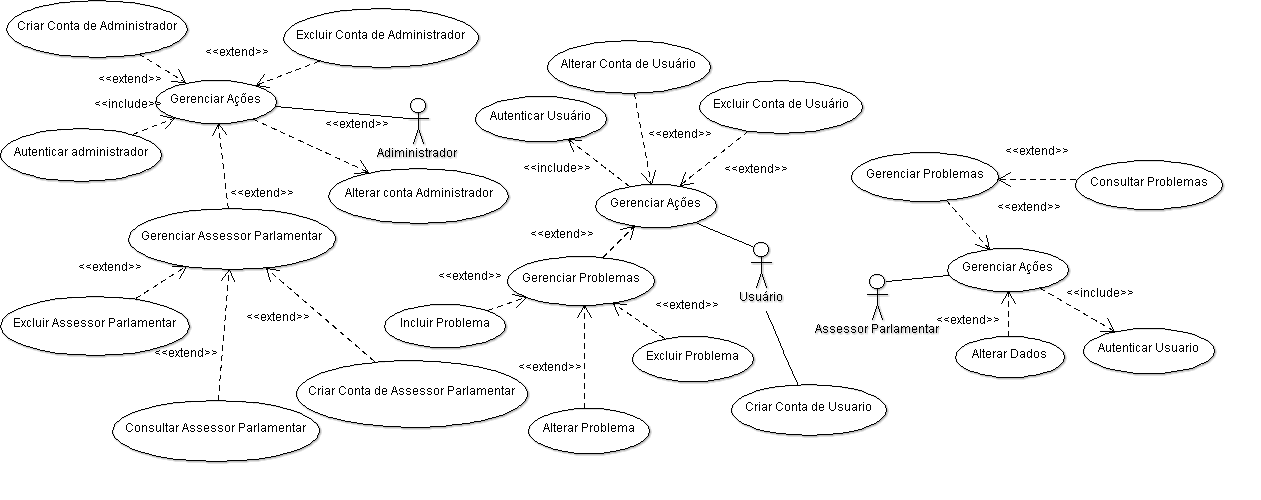 Criar Conta de Administrador
Excluir Conta de Administrador
<<extend>>
<<extend>>
<<include>>
Gerenciar Ações
<<extend>>
Adiministrador
Autenticar administrador
Alterar conta Administrador
<<extend>>
Gerenciar Assessor Parlamentar
<<extend>>
Excluir Assessor Parlamentar
<<extend>>
<<extend>>
Criar Conta de Assessor Parlamentar
Consultar Assessor Parlamentar
Alterar Conta de Usuário
Excluir Conta de Usuário
Autenticar Usuário
<<extend>>
<<include>>
<<extend>>
Gerenciar Ações
<<extend>>
Gerenciar Problemas
<<extend>>
Usuário
Incluir Problema
<<extend>>
Excluir Problema
<<extend>>
Alterar Problema
Criar Conta de Usuario
<<extend>>
Gerenciar Problemas
Consultar Problemas
<<extend>>
Gerenciar Ações
<<include>>
Assessor Parlamentar
<<extend>>
Alterar Dados
Autenticar Usuario